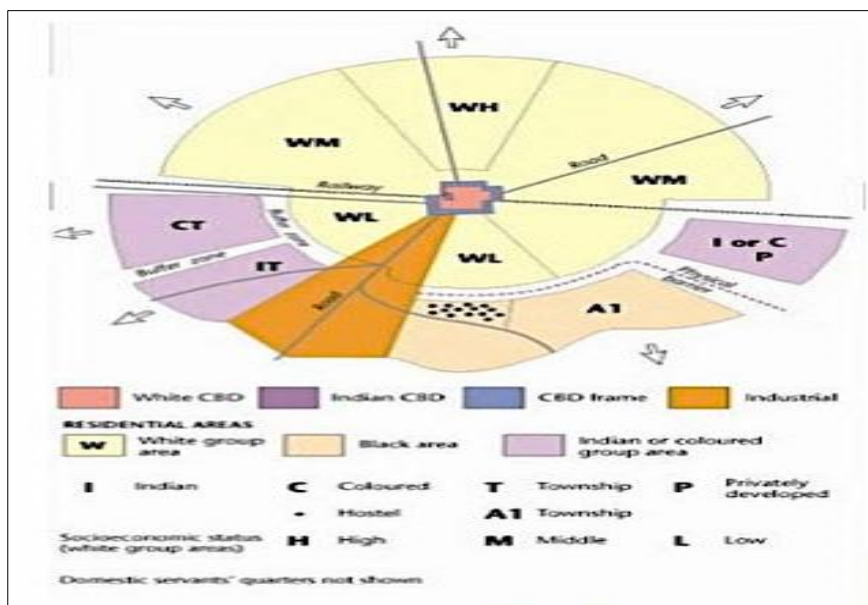 WH
WM
Road
WM
Railway
CT
Buffer zone
WL
I or C
P
Buffer zone
IT
WL
Physical
barrier
Road
A1
White CBD
Indian CBD
CBD frame
Industrial
RESIDENTIAL AREAS
W White group area
Black area
Indian or coloured group area
I Indian
C Coloured
T Township
P Privately developed
• Hostel
A1 Township
Socioeconomic status (white group areas)
H High
M Middle
L Low
Domestic servants' quarters not shown